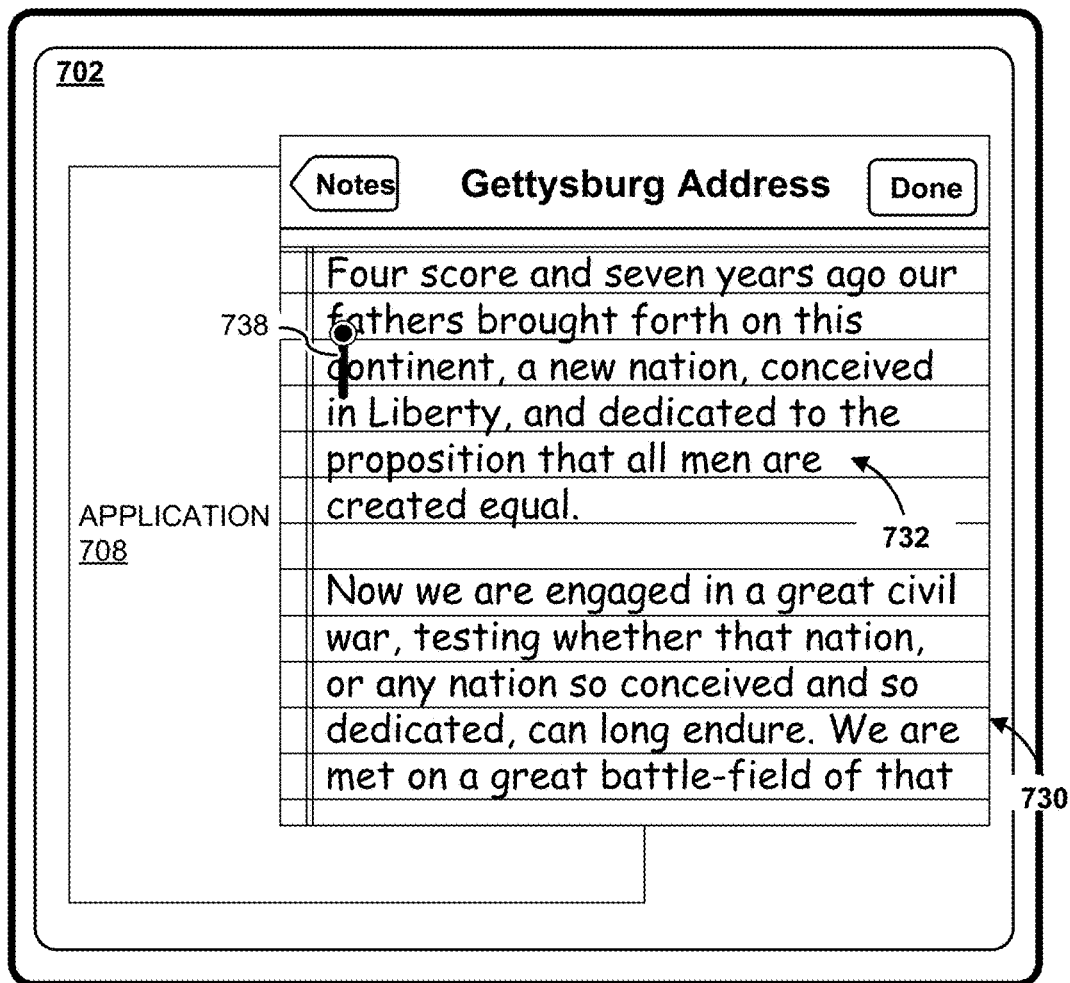 702
Notes
Gettysburg Address
Done
Four score and seven years ago our
fathers brought forth on this
738
continent, a new nation, conceived
in Liberty, and dedicated to the
proposition that all men are
created equal.
732
APPLICATION
708
Now we are engaged in a great civil
war, testing whether that nation,
or any nation so conceived and so
dedicated, can long endure. We are
met on a great battle-field of that
730